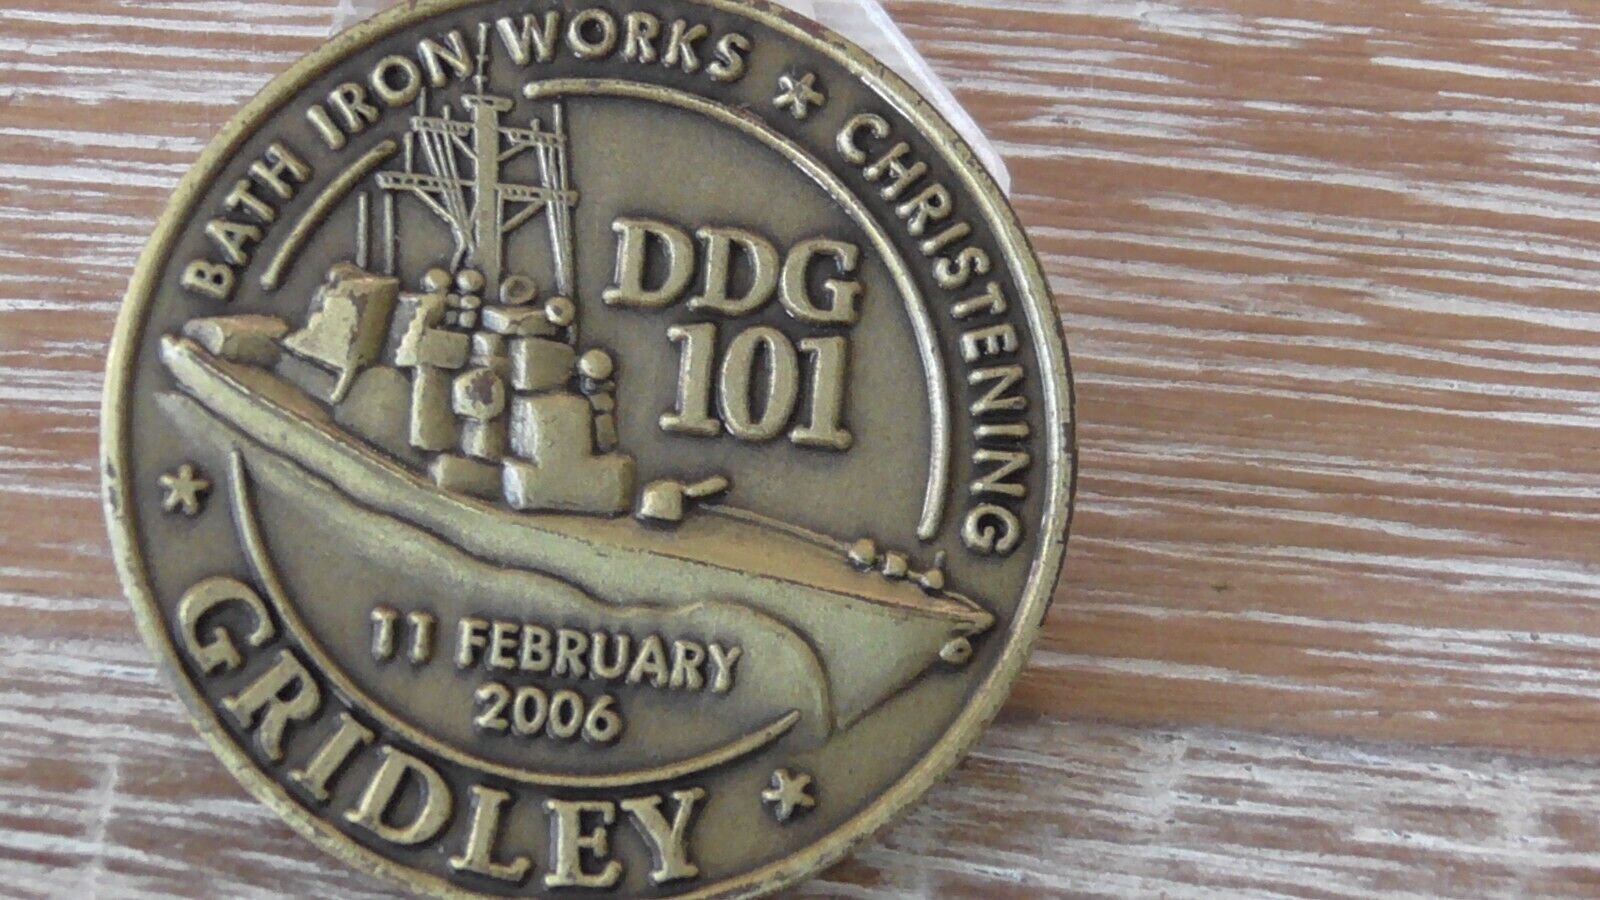 BATH IRON WORKS * CHRISTENING
DDG
101
11 FEBRUARY
2006
* GRIDLEY *